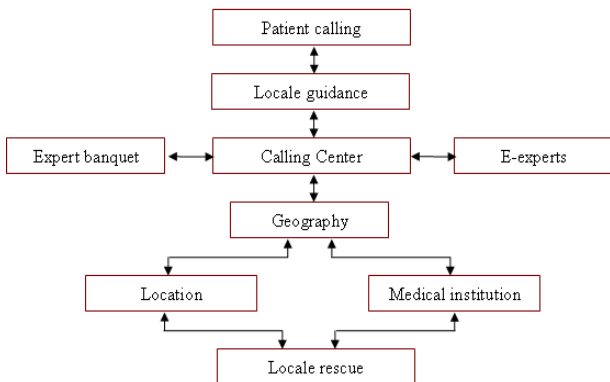 Patient calling
Locale guidance
Expert banquet
Calling Center
E-experts
Geography
Location
Medical institution
Locale rescue